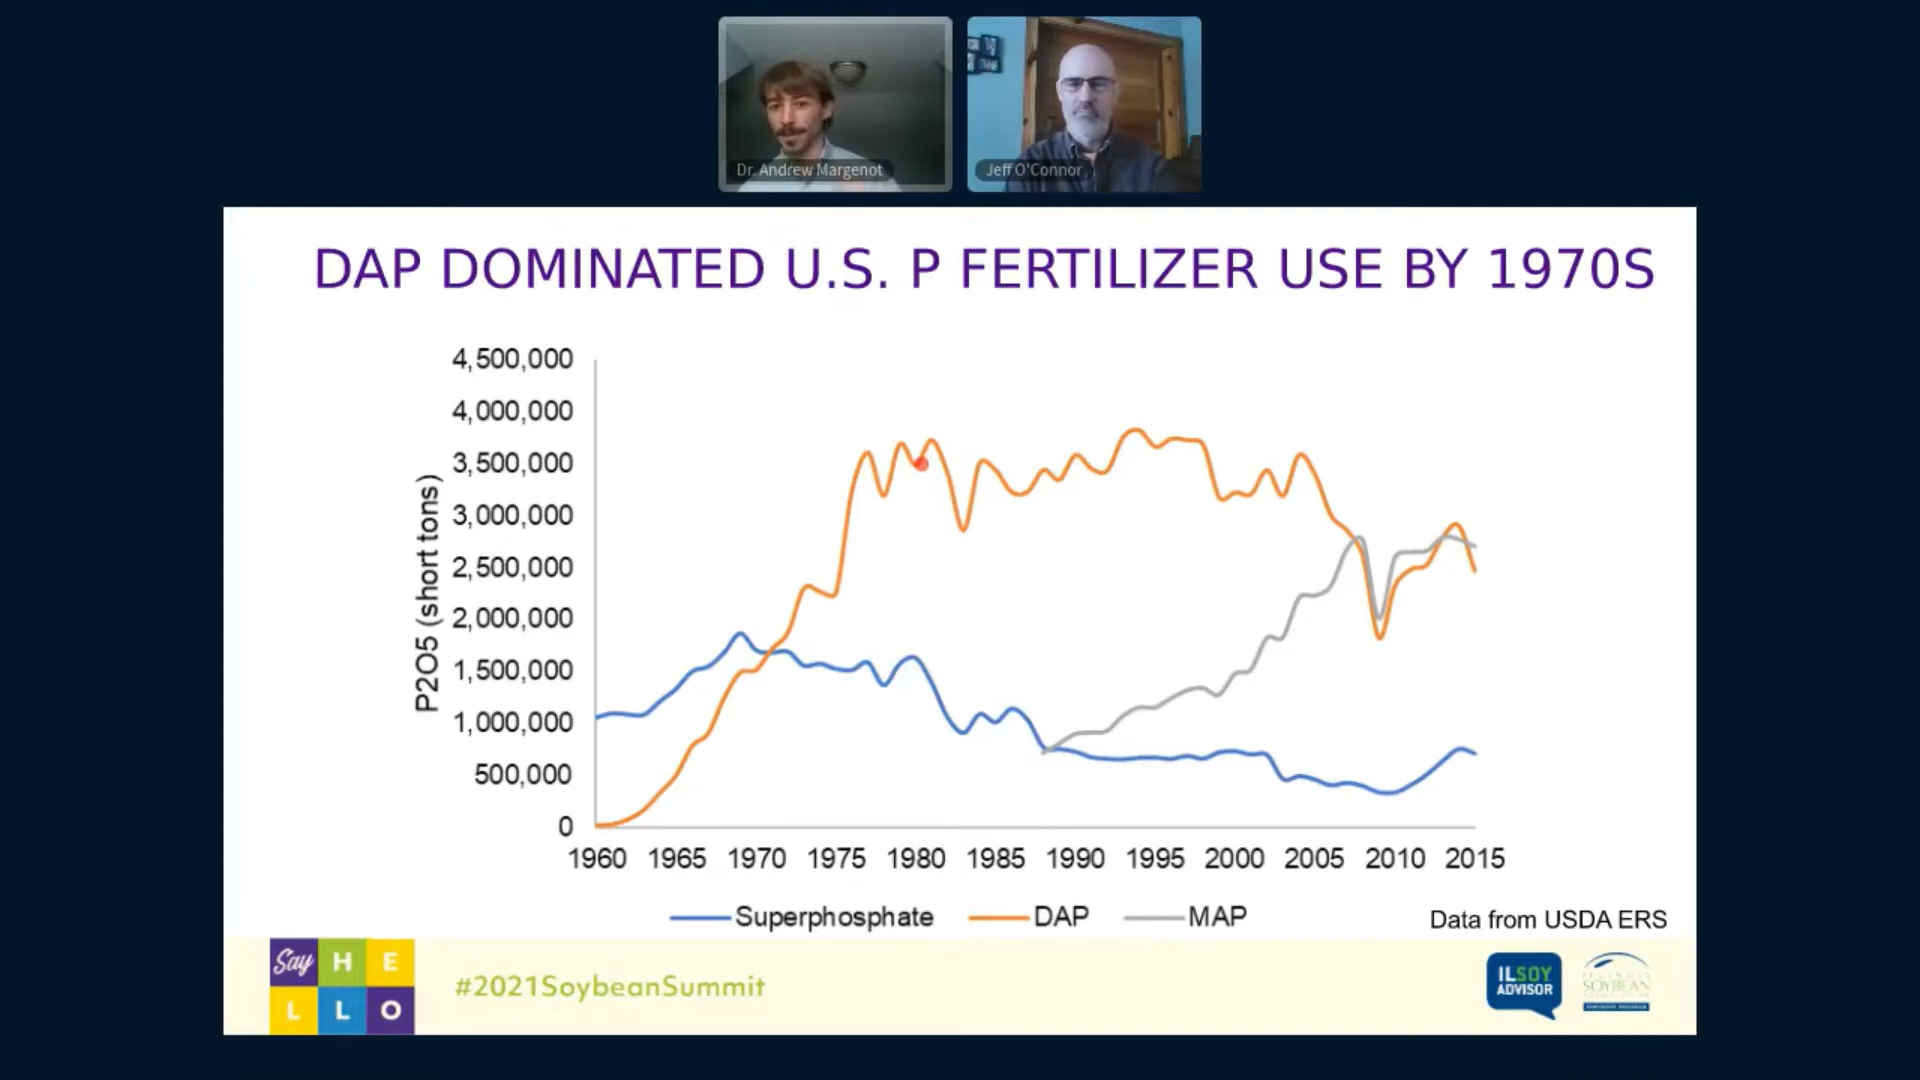 Dr. Andrew Margenot
Jeff O'Connor
DAP DOMINATED U.S. P FERTILIZER USE BY 1970S
4,500,000
4,000,000
3,500,000
3,000,000
2,500,000
2,000,000
1,500,000
1,000,000
500,000
0
P2O5 (short tons)
1960 1965 1970 1975 1980 1985 1990 1995 2000 2005 2010 2015
Superphosphate DAP MAP
Data from USDA ERS
Say H E
L L O
#2021SoybeanSummit
ILSOY
ADVISOR
SOYBEAN